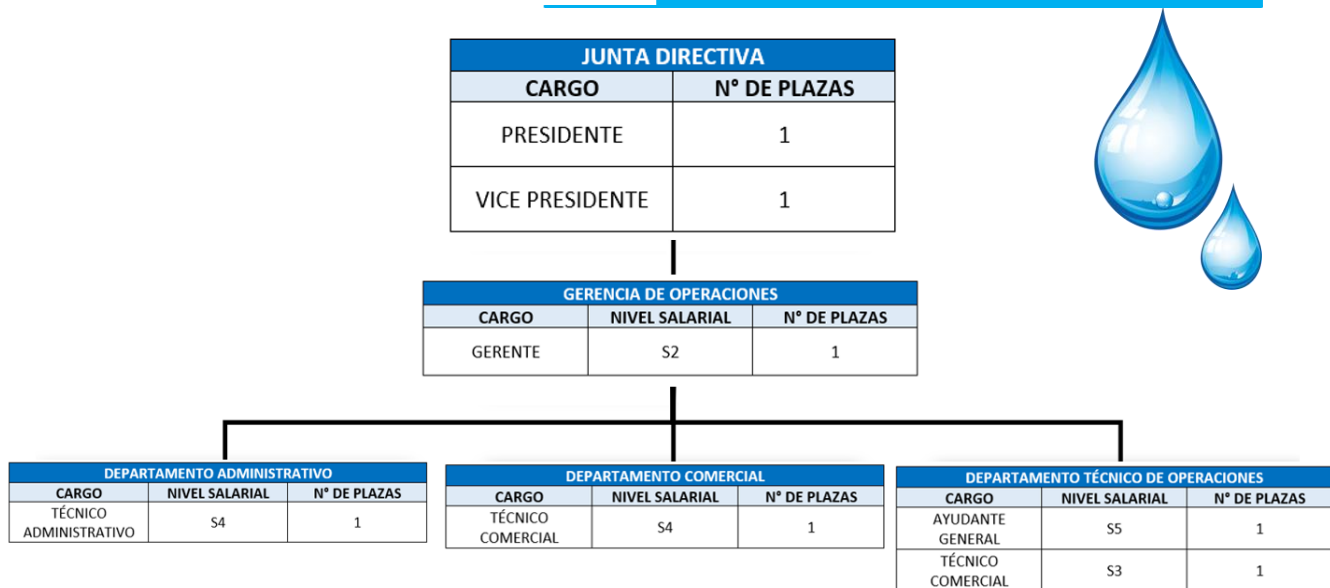 JUNTA DIRECTIVA
CARGO N° DE PLAZAS
PRESIDENTE 1
VICE PRESIDENTE 1
GERENCIA DE OPERACIONES
CARGO NIVEL SALARIAL N° DE PLAZAS
GERENTE S2 1
DEPARTAMENTO ADMINISTRATIVO
CARGO NIVEL SALARIAL N° DE PLAZAS
TÉCNICO
ADMINISTRATIVO S4 1
DEPARTAMENTO COMERCIAL
CARGO NIVEL SALARIAL N° DE PLAZAS
TÉCNICO
COMERCIAL S4 1
DEPARTAMENTO TÉCNICO DE OPERACIONES
CARGO NIVEL SALARIAL N° DE PLAZAS
AYUDANTE
GENERAL S5 1
TÉCNICO
COMERCIAL S3 1